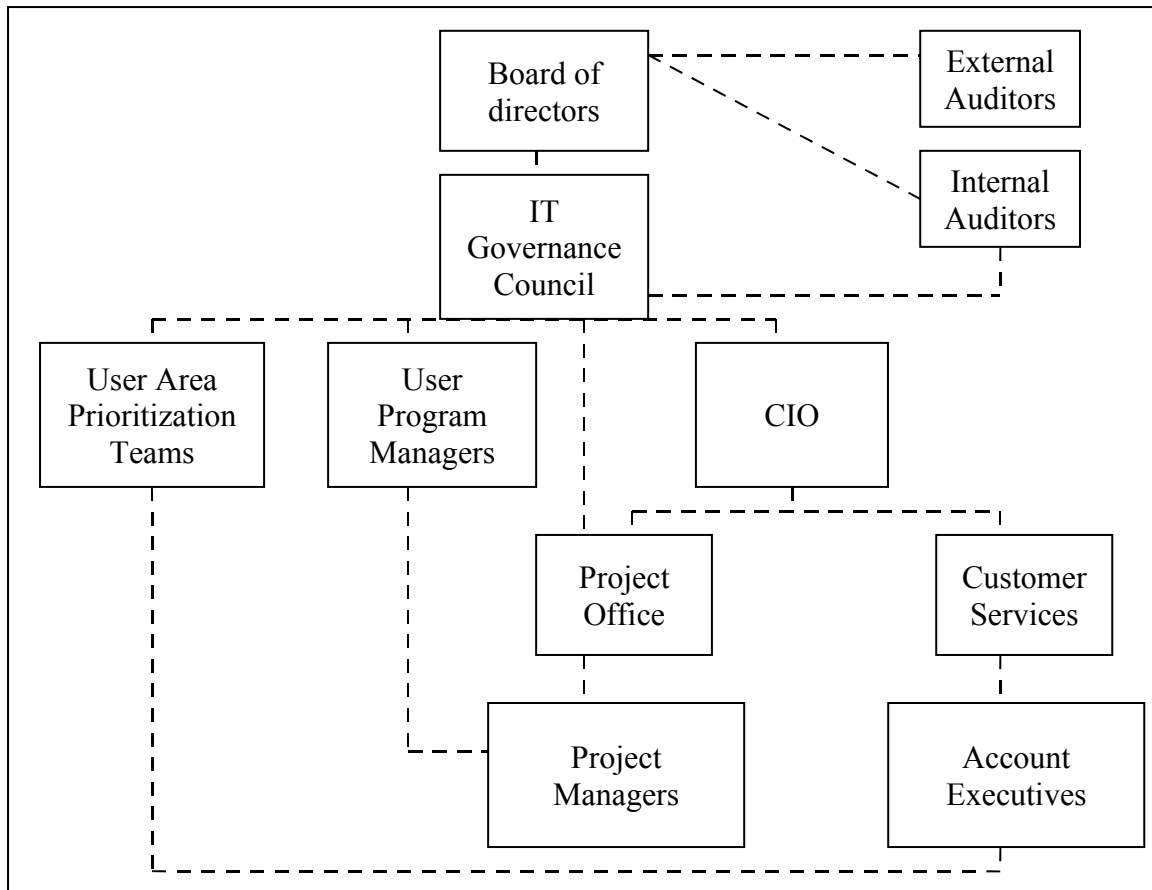 Board of
directors
External
Auditors
Internal
Auditors
IT
Governance
Council
User Area
Prioritization
Teams
User
Program
Managers
CIO
Project
Office
Customer
Services
Project
Managers
Account
Executives